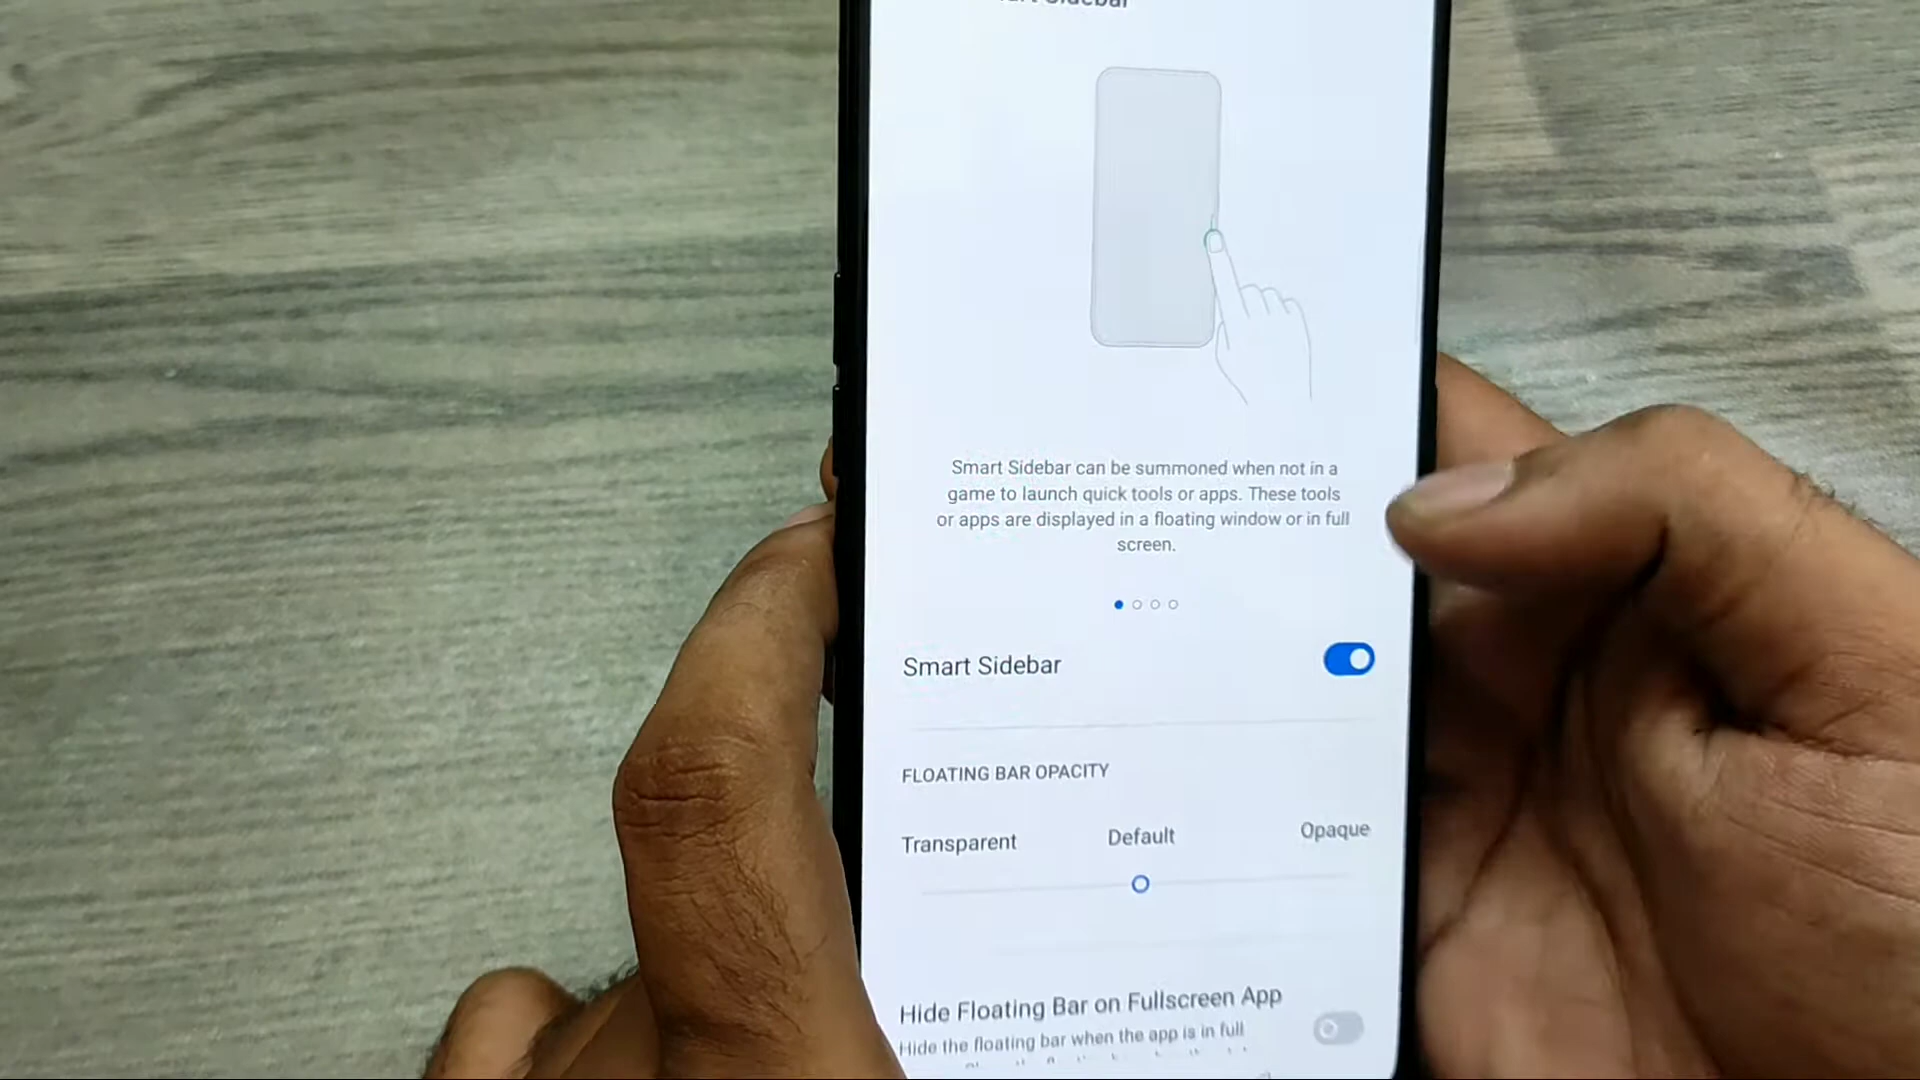 Sidebar
Smart Sidebar can be summoned when not in a
game to launch quick tools or apps. These tools
or apps are displayed in a floating window or in full
screen.
Smart Sidebar
FLOATING BAR OPACITY
Transparent Default Opaque
Hide Floating Bar on Fullscreen App
Hide the floating bar when the app is in full